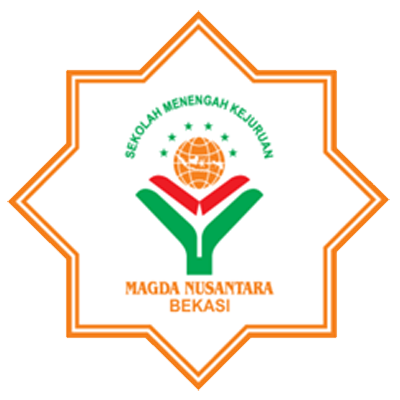 SEKOLAH MENENGAH KEJURUAN
MAGDA NUSANTARA
BEKASI